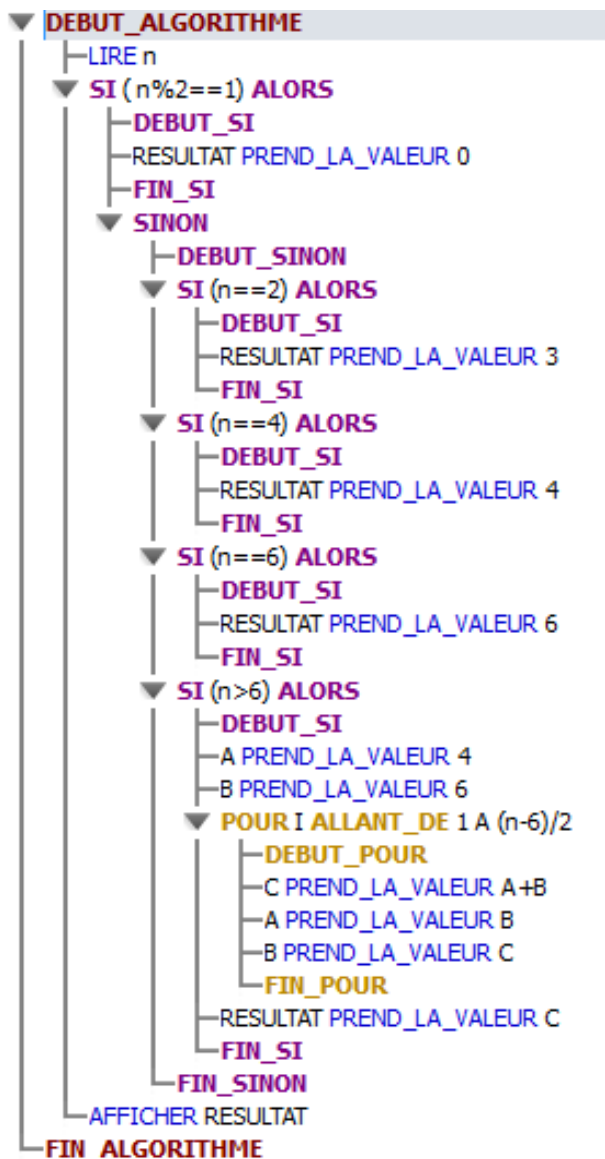 DEBUT_ALGORITHME
LIRE n
SI (n%2==1) ALORS
DEBUT_SI
RESULTAT PREND_LA_VALEUR 0
FIN_SI
SINON
DEBUT_SINON
SI (n==2) ALORS
DEBUT_SI
RESULTAT PREND_LA_VALEUR 3
FIN_SI
SI (n==4) ALORS
DEBUT_SI
RESULTAT PREND_LA_VALEUR 4
FIN_SI
SI (n==6) ALORS
DEBUT_SI
RESULTAT PREND_LA_VALEUR 6
FIN_SI
SI (n>6) ALORS
DEBUT_SI
A PREND_LA_VALEUR 4
B PREND_LA_VALEUR 6
POUR I ALLANT_DE 1 A (n-6)/2
DEBUT_POUR
C PREND_LA_VALEUR A+B
A PREND_LA_VALEUR B
B PREND_LA_VALEUR C
FIN_POUR
RESULTAT PREND_LA_VALEUR C
FIN_SI
FIN_SINON
AFFICHER RESULTAT
FIN_ALGORITHME